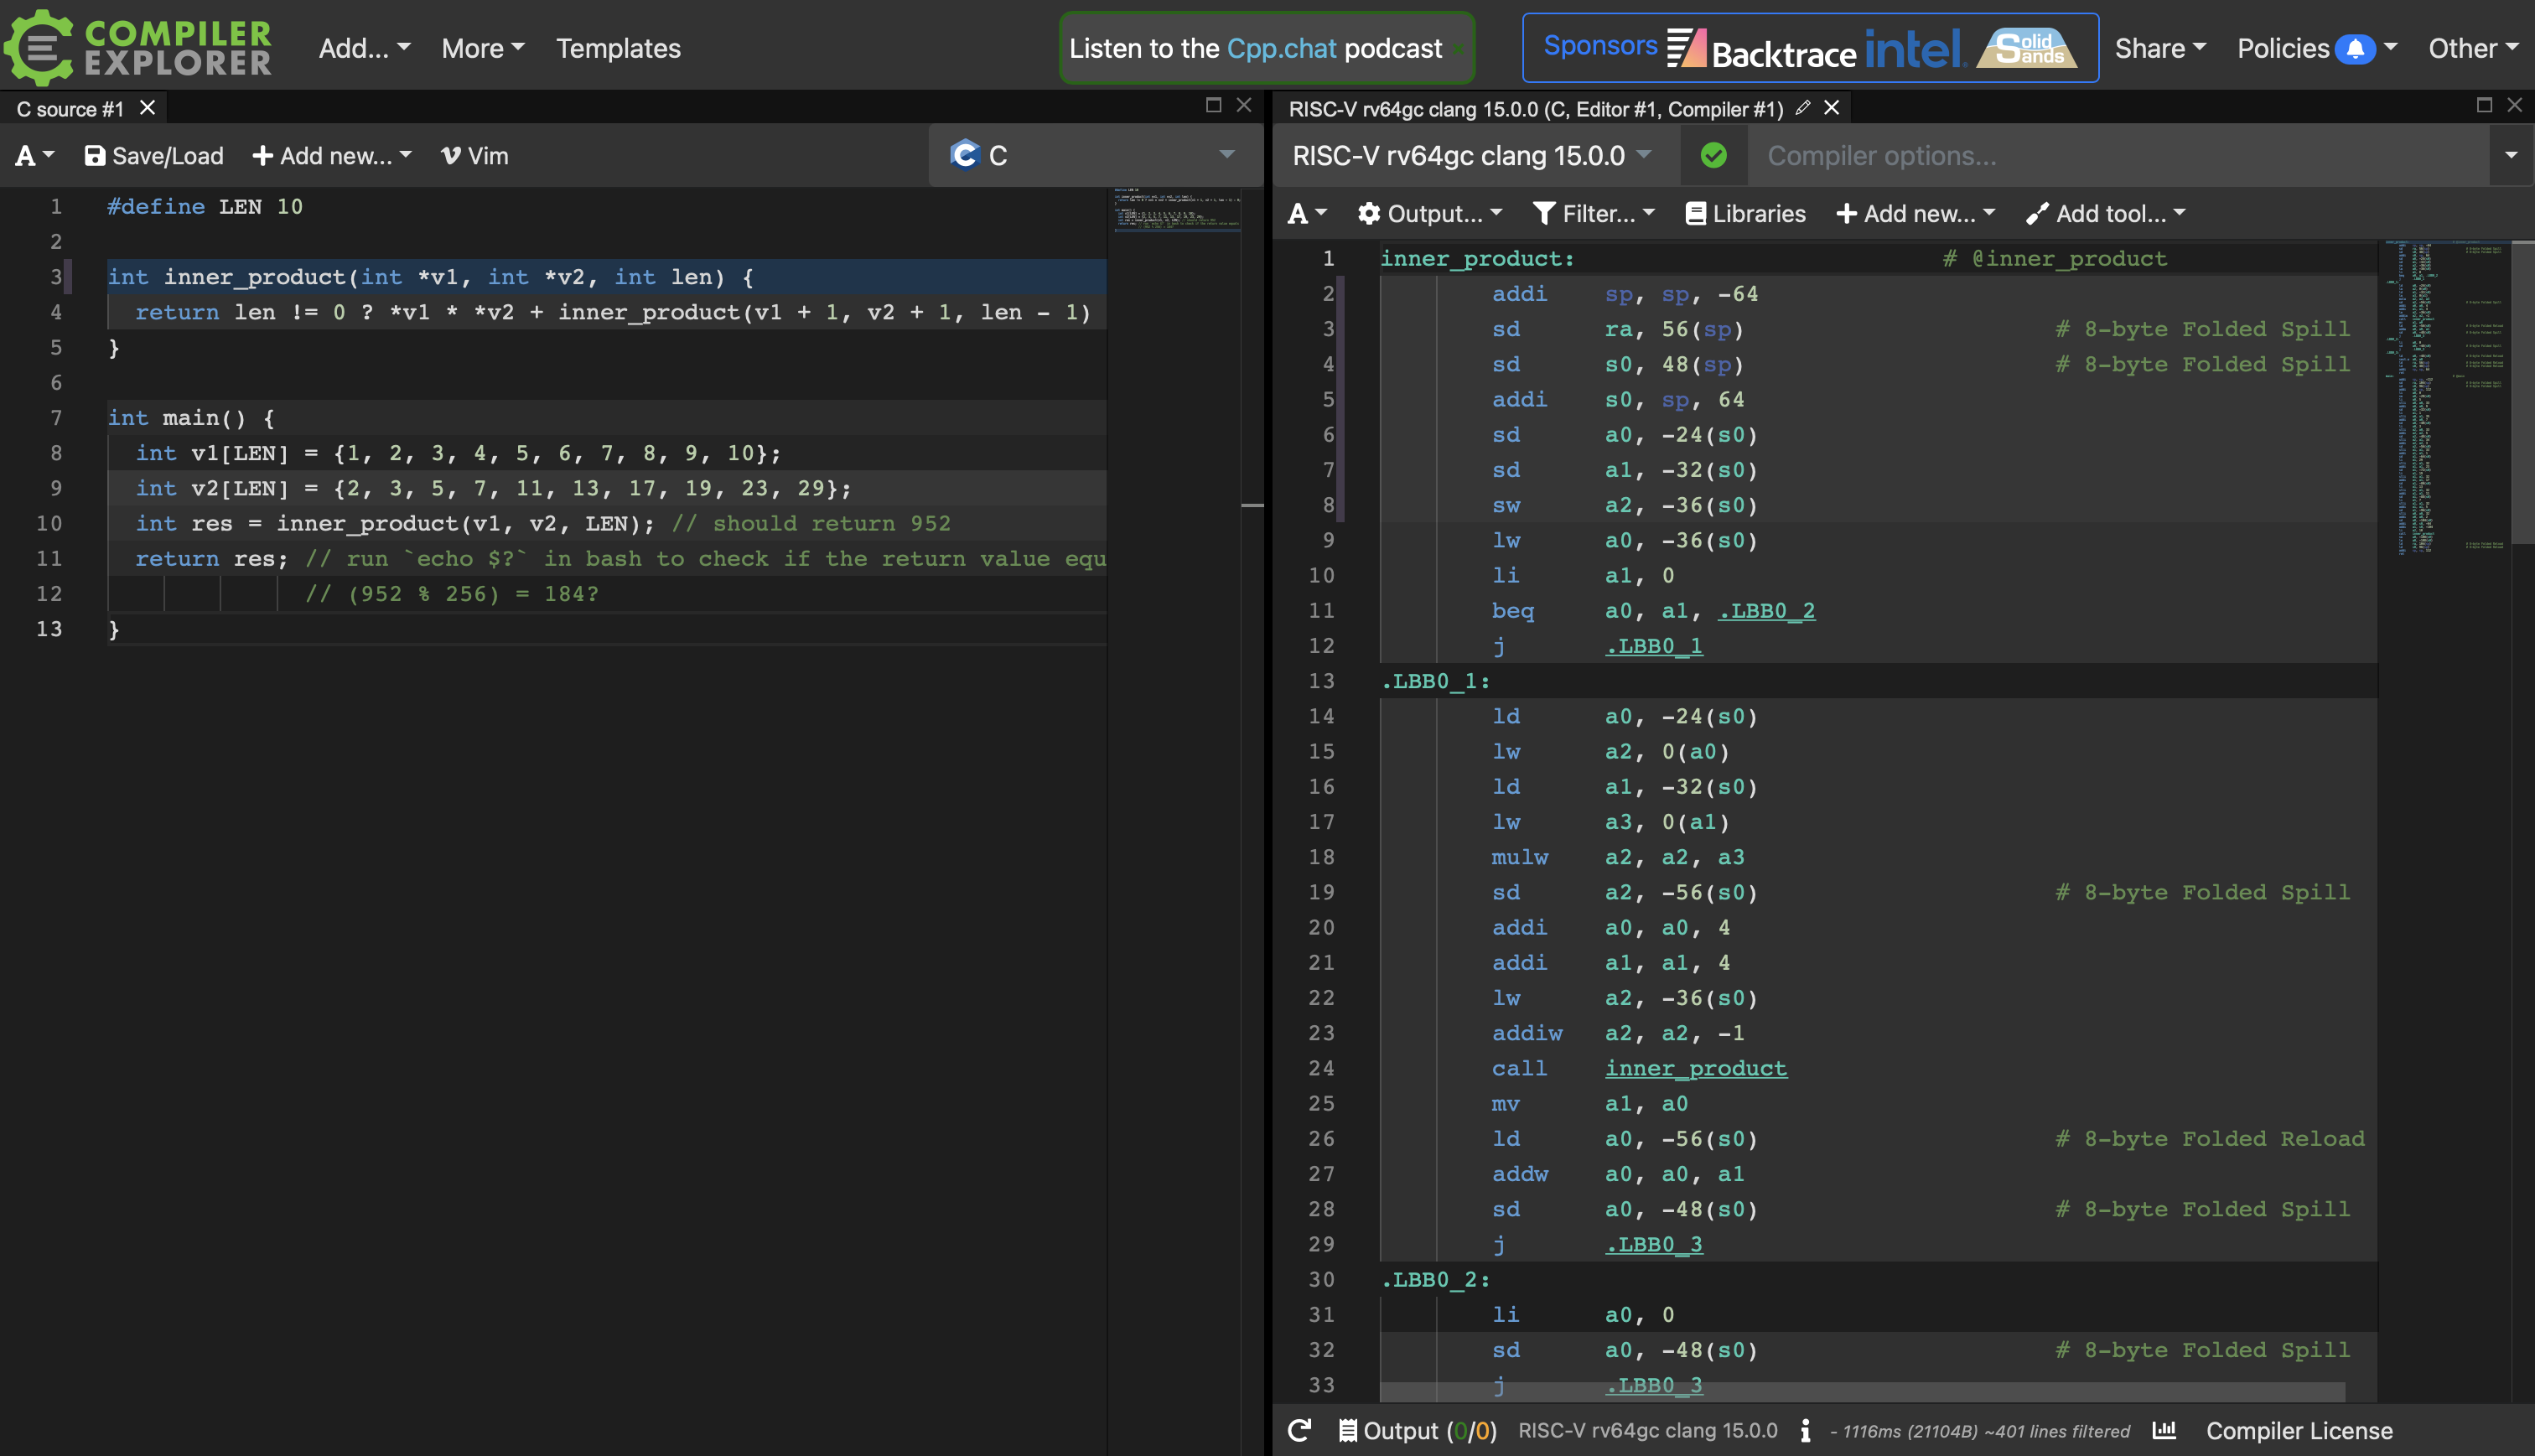 COMPILER EXPLORER Add... More Templates Listen to the Cpp.chat podcast Sponsors Backtrace intel. Solid Sands Share Policies Other
C source #1
A Save/Load + Add new... Vim C
1 #define LEN 10
2
3 int inner_product(int *v1, int *v2, int len) {
4 return len != 0 ? *v1 * *v2 + inner_product(v1 + 1, v2 + 1, len - 1)
5 }
6
7 int main() {
8 int v1[LEN] = {1, 2, 3, 4, 5, 6, 7, 8, 9, 10};
9 int v2[LEN] = {2, 3, 5, 7, 11, 13, 17, 19, 23, 29};
10 int res = inner_product(v1, v2, LEN); // should return 952
11 return res; // run `echo $?` in bash to check if the return value equ
12 // (952 % 256) = 184?
13 }
RISC-V rv64gc clang 15.0.0 (C, Editor #1, Compiler #1)
RISC-V rv64gc clang 15.0.0 Compiler options...
A Output... Filter... Libraries + Add new... Add tool...
1 inner_product: # @inner_product
2 addi sp, sp, -64
3 sd ra, 56(sp) # 8-byte Folded Spill
4 sd s0, 48(sp) # 8-byte Folded Spill
5 addi s0, sp, 64
6 sd a0, -24(s0)
7 sd a1, -32(s0)
8 sw a2, -36(s0)
9 lw a0, -36(s0)
10 li a1, 0
11 beq a0, a1, .LBB0_2
12 j .LBB0_1
13 .LBB0_1:
14 ld a0, -24(s0)
15 lw a2, 0(a0)
16 ld a1, -32(s0)
17 lw a3, 0(a1)
18 mulw a2, a2, a3
19 sd a2, -56(s0) # 8-byte Folded Spill
20 addi a0, a0, 4
21 addi a1, a1, 4
22 lw a2, -36(s0)
23 addiw a2, a2, -1
24 call inner_product
25 mv a1, a0
26 ld a0, -56(s0) # 8-byte Folded Reload
27 addw a0, a0, a1
28 sd a0, -48(s0) # 8-byte Folded Spill
29 j .LBB0_3
30 .LBB0_2:
31 li a0, 0
32 sd a0, -48(s0) # 8-byte Folded Spill
33 j .LBB0_3
Output (0/0) RISC-V rv64gc clang 15.0.0 i - 1116ms (21104B) ~401 lines filtered Compiler License